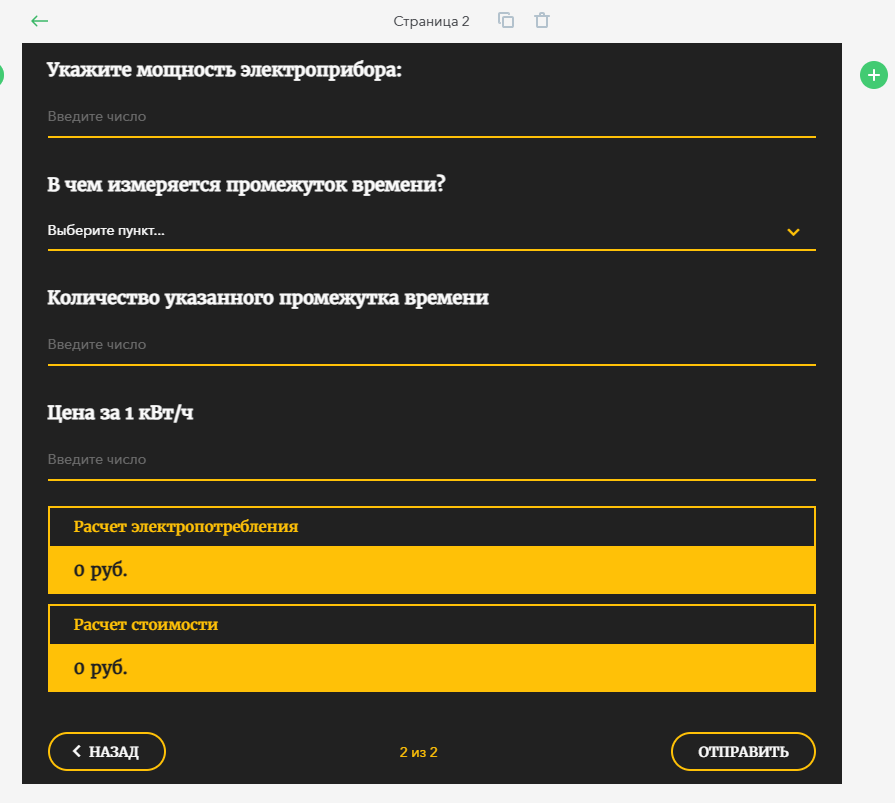 Страница 2
Укажите мощность электроприбора:
Введите число
В чем измеряется промежуток времени?
Выберите пункт...
Количество указанного промежутка времени
Введите число
Цена за 1 кВт/ч
Введите число
Расчет электропотребления
0 руб.
Расчет стоимости
0 руб.
НАЗАД
2 из 2
ОТПРАВИТЬ